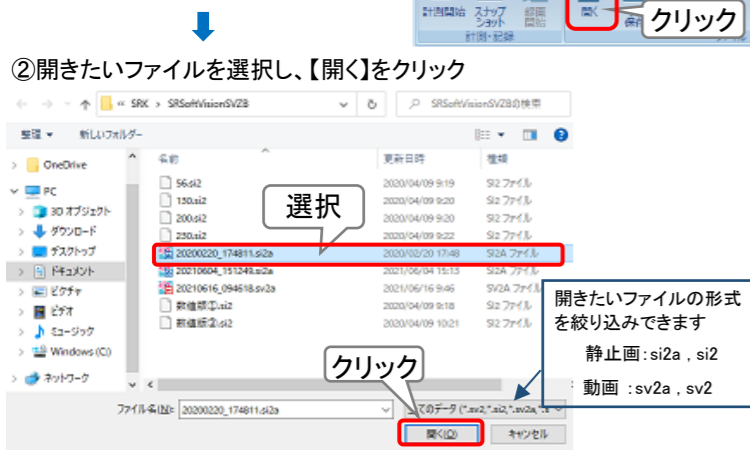 計測開始 スナップ 録画 開く 保存
ショット 開始
クリック
計測・記録
②開きたいファイルを選択し、【開く】をクリック
« SRK > SRSoftVisionSVZB SRSoftVisionSVZBの検索
整理 新しいフォルダー
OneDrive
PC
3D オブジェクト
ダウンロード
デスクトップ
ドキュメント
ピクチャ
ビデオ
ミュージック
Windows (C:)
ネットワーク
名前 更新日時 種類
56.si2 2020/04/09 9:19 SI2 ファイル
130.si2 2020/04/09 9:20 SI2 ファイル
200.si2 2020/04/09 9:20 SI2 ファイル
230.si2 2020/04/09 9:22 SI2 ファイル
20200220_174811.si2a 2020/02/20 17:48 SI2A ファイル
20210604_151249.si2a 2021/06/04 15:13 SI2A ファイル
20210616_094618.sv2a 2021/06/16 9:46 SV2A ファイル
数値類①.si2 2020/04/09 9:18 SI2 ファイル
数値類②.si2 2020/04/09 10:21 SI2 ファイル
選択
開きたいファイルの形式
を絞り込みできます
静止画：si2a , si2
動画 ：sv2a , sv2
クリック
ファイル名(N): 20200220_174811.si2a 全てのデータ (*.sv2,*.si2,*.sv2a,*.s
開く(O) キャンセル